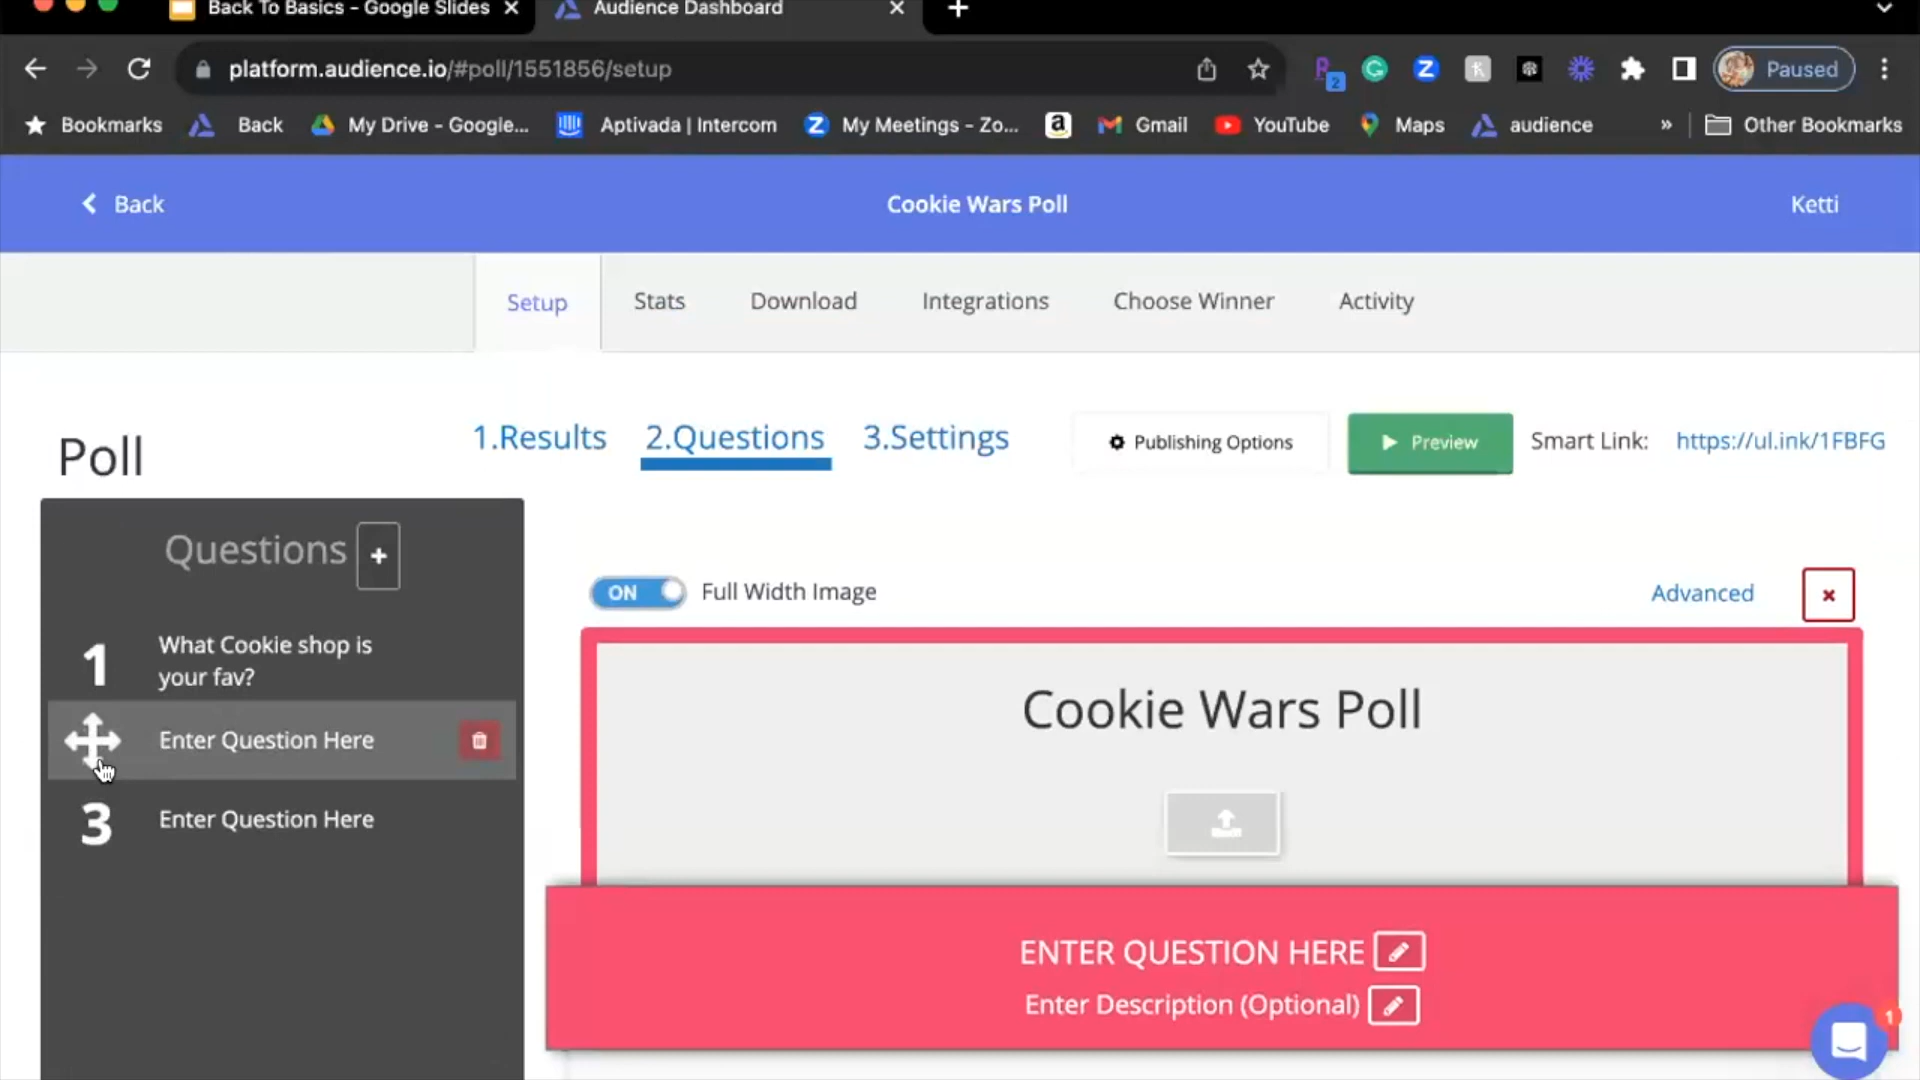 Back To Basics - Google Slides
Audience Dashboard
platform.audience.io/#poll/1551856/setup
2
Paused
Bookmarks
Back
My Drive - Google...
Aptivada | Intercom
My Meetings - Zo...
Gmail
YouTube
Maps
audience
»
Other Bookmarks
Back
Cookie Wars Poll
Ketti
Setup
Stats
Download
Integrations
Choose Winner
Activity
Poll
1.Results
2.Questions
3.Settings
Publishing Options
Preview
Smart Link:
https://ul.ink/1FBFG
Questions
+
ON
Full Width Image
Advanced
1
What Cookie shop is
your fav?
Enter Question Here
3
Enter Question Here
Cookie Wars Poll
ENTER QUESTION HERE
Enter Description (Optional)
1